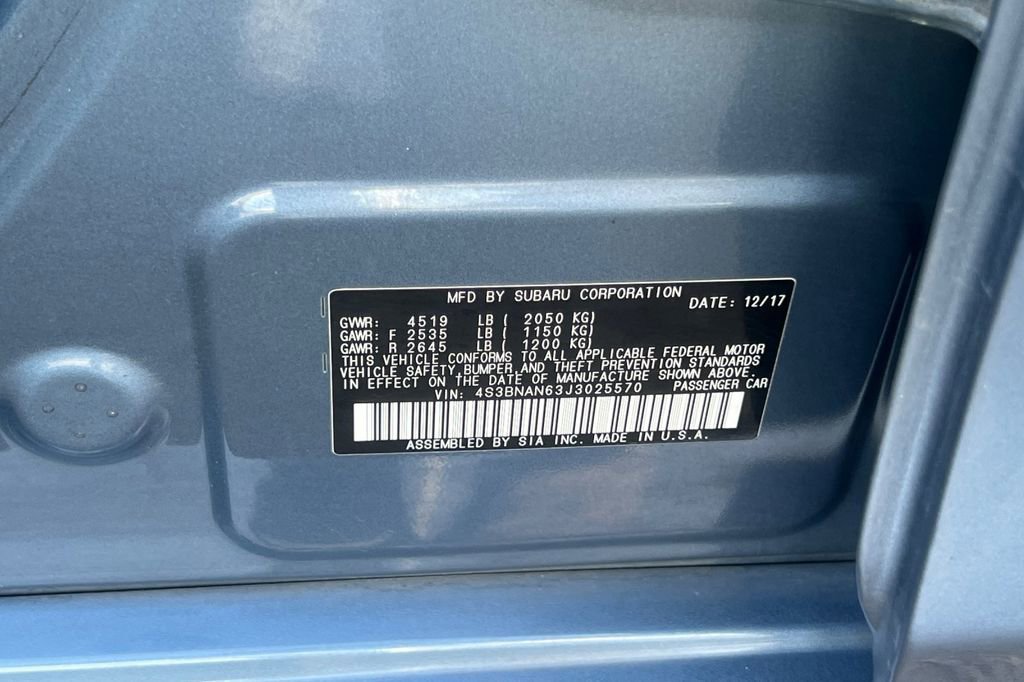 MFD BY SUBARU CORPORATION DATE: 12/17
GVWR: 4519 LB ( 2050 KG)
GAWR: F 2535 LB ( 1150 KG)
GAWR: R 2645 LB ( 1200 KG)
THIS VEHICLE CONFORMS TO ALL APPLICABLE FEDERAL MOTOR
VEHICLE SAFETY,BUMPER,AND THEFT PREVENTION STANDARDS
IN EFFECT ON THE DATE OF MANUFACTURE SHOWN ABOVE.
VIN: 4S3BNAN63J3025570 PASSENGER CAR
ASSEMBLED BY SIA INC. MADE IN U.S.A.